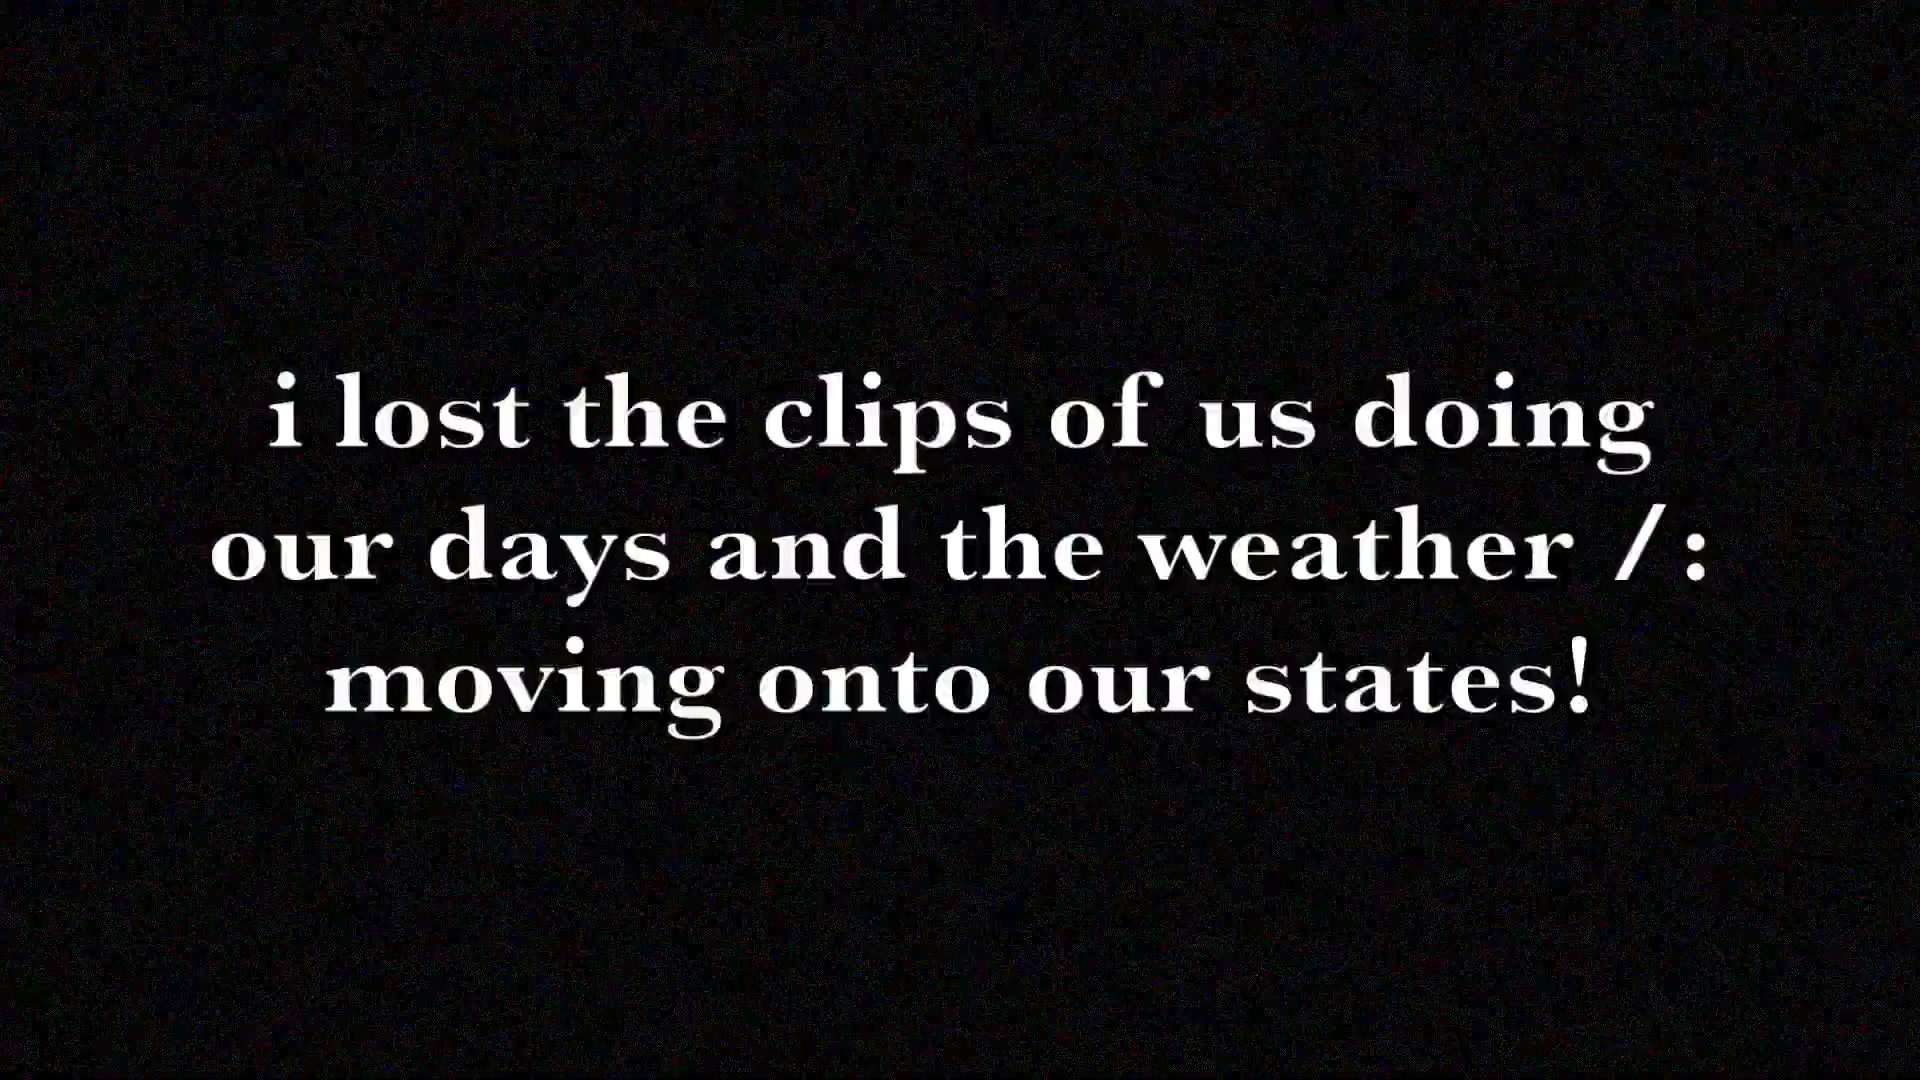 i lost the clips of us doing
our days and the weather /:
moving onto our states!